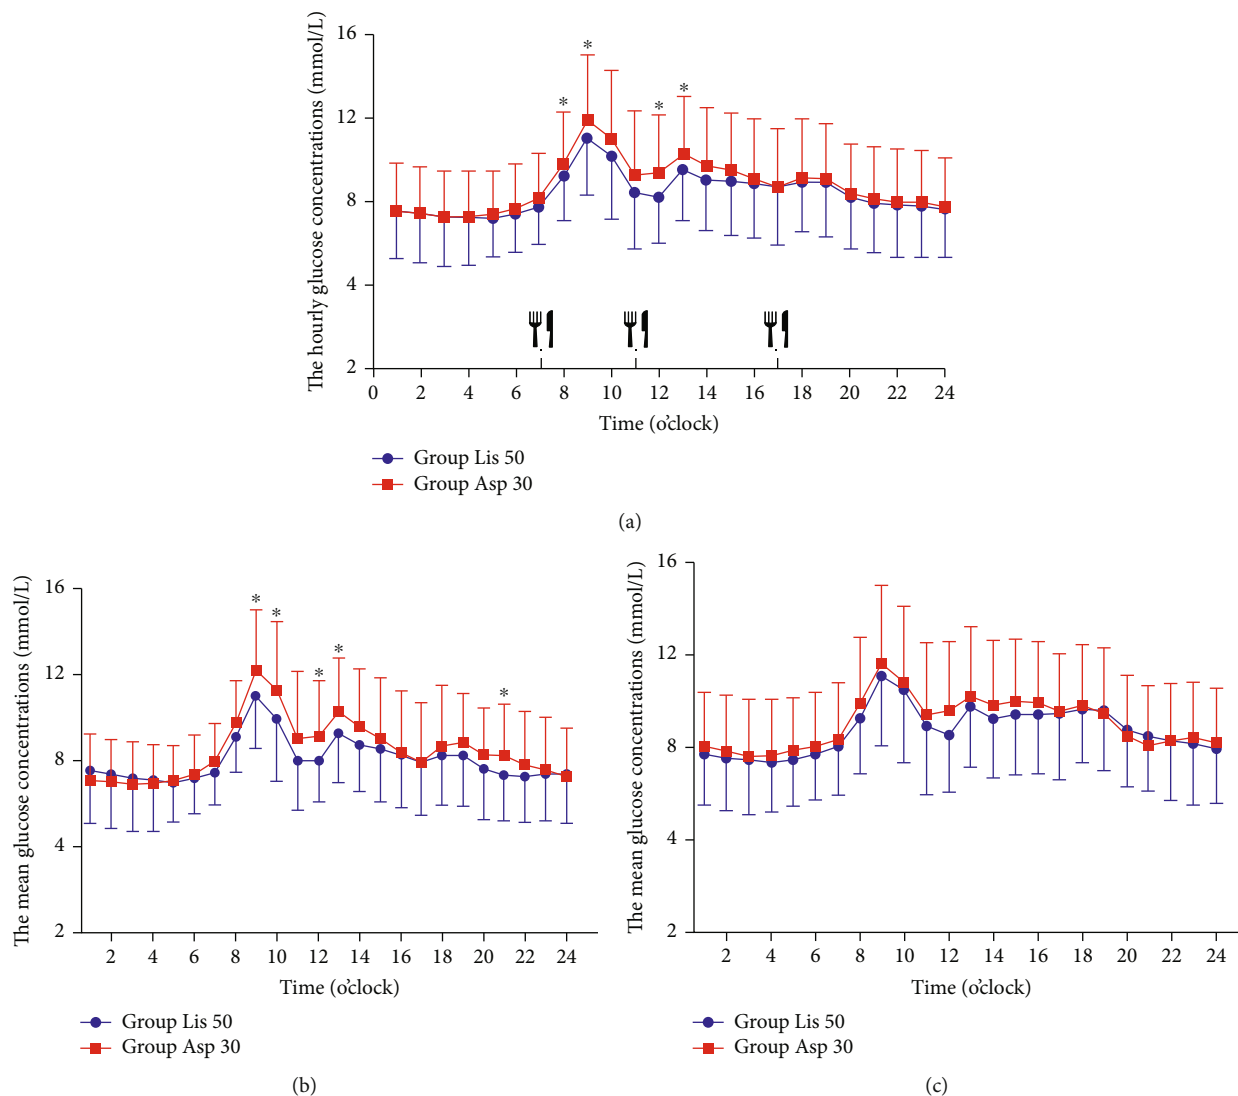 The hourly glucose concentrations (mmol/L)
16
12
8
4
2
* * * *
0 2 4 6 8 10 12 14 16 18 20 22 24
Time (o'clock)
Group Lis 50
Group Asp 30
(a)
The mean glucose concentrations (mmol/L)
16
12
8
4
2
* * * * *
2 4 6 8 10 12 14 16 18 20 22 24
Time (o'clock)
Group Lis 50
Group Asp 30
(b)
The mean glucose concentrations (mmol/L)
16
12
8
4
2
2 4 6 8 10 12 14 16 18 20 22 24
Time (o'clock)
Group Lis 50
Group Asp 30
(c)